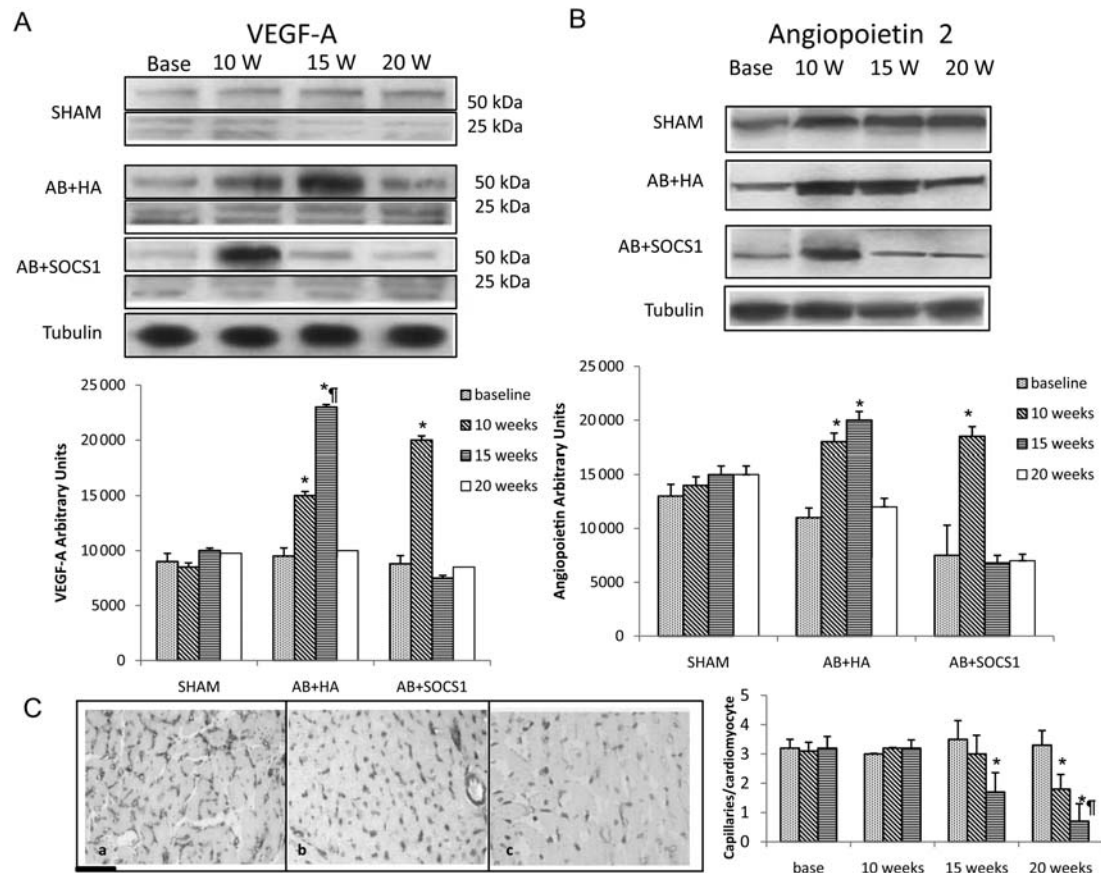 A
VEGF-A
Base 10 W 15 W 20 W
SHAM
50 kDa
25 kDa
AB+HA
50 kDa
25 kDa
AB+SOCS1
50 kDa
25 kDa
Tubulin
VEGF-A Arbitrary Units
25 000
20 000
15 000
10 000
5000
0
*
*¶
*
SHAM AB+HA AB+SOCS1
baseline
10 weeks
15 weeks
20 weeks
B
Angiopoietin 2
Base 10 W 15 W 20 W
SHAM
AB+HA
AB+SOCS1
Tubulin
Angiopoietin Arbitrary Units
25 000
20 000
15 000
10 000
5000
0
*
*
*
SHAM AB+HA AB+SOCS1
baseline
10 weeks
15 weeks
20 weeks
C
a b c
Capillaries/cardiomyocyte
5
4
3
2
1
0
*
*
*¶
base 10 weeks 15 weeks 20 weeks